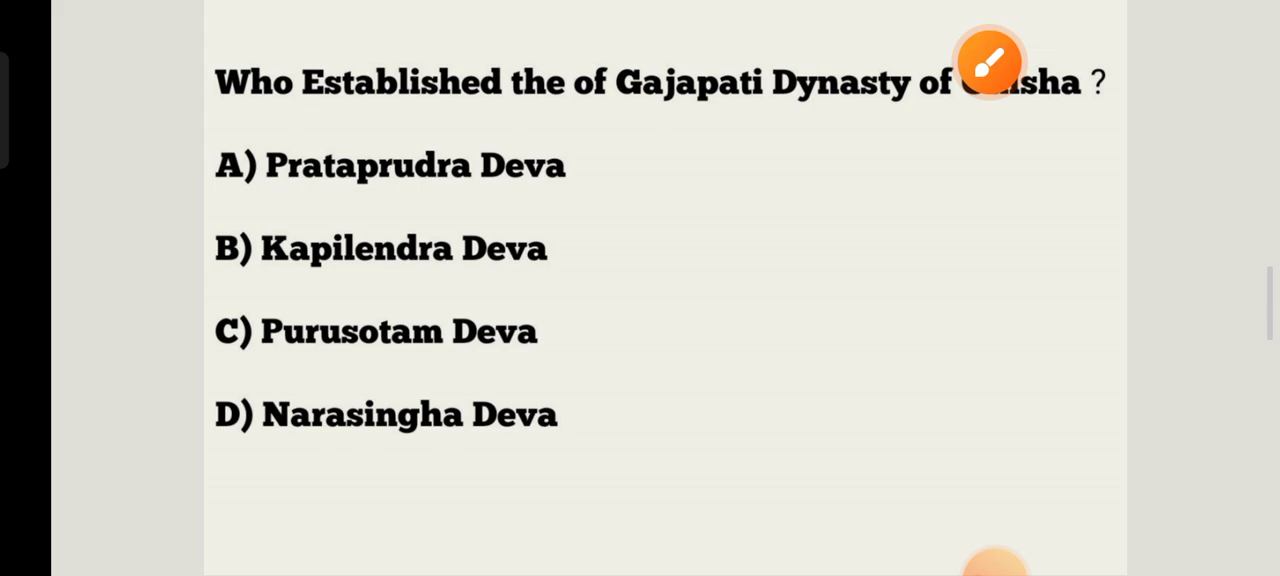 Who Established the of Gajapati Dynasty of ?
A) Prataprudra Deva
B) Kapilendra Deva
C) Purusotam Deva
D) Narasingha Deva